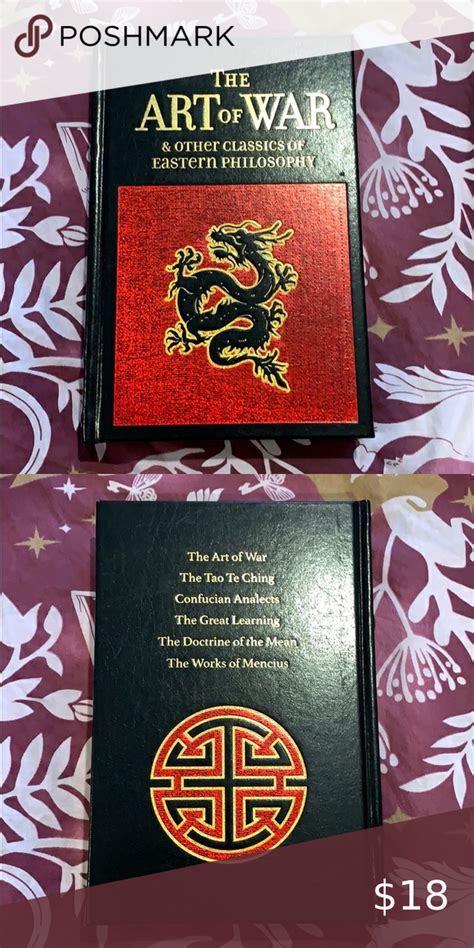 POSHMARK
THE
ART OF WAR
& OTHER CLASSICS OF
EASTERN PHILOSOPHY
The Art of War
The Tao Te Ching
Confucian Analects
The Great Learning
The Doctrine of the Mean
The Works of Mencius
$18